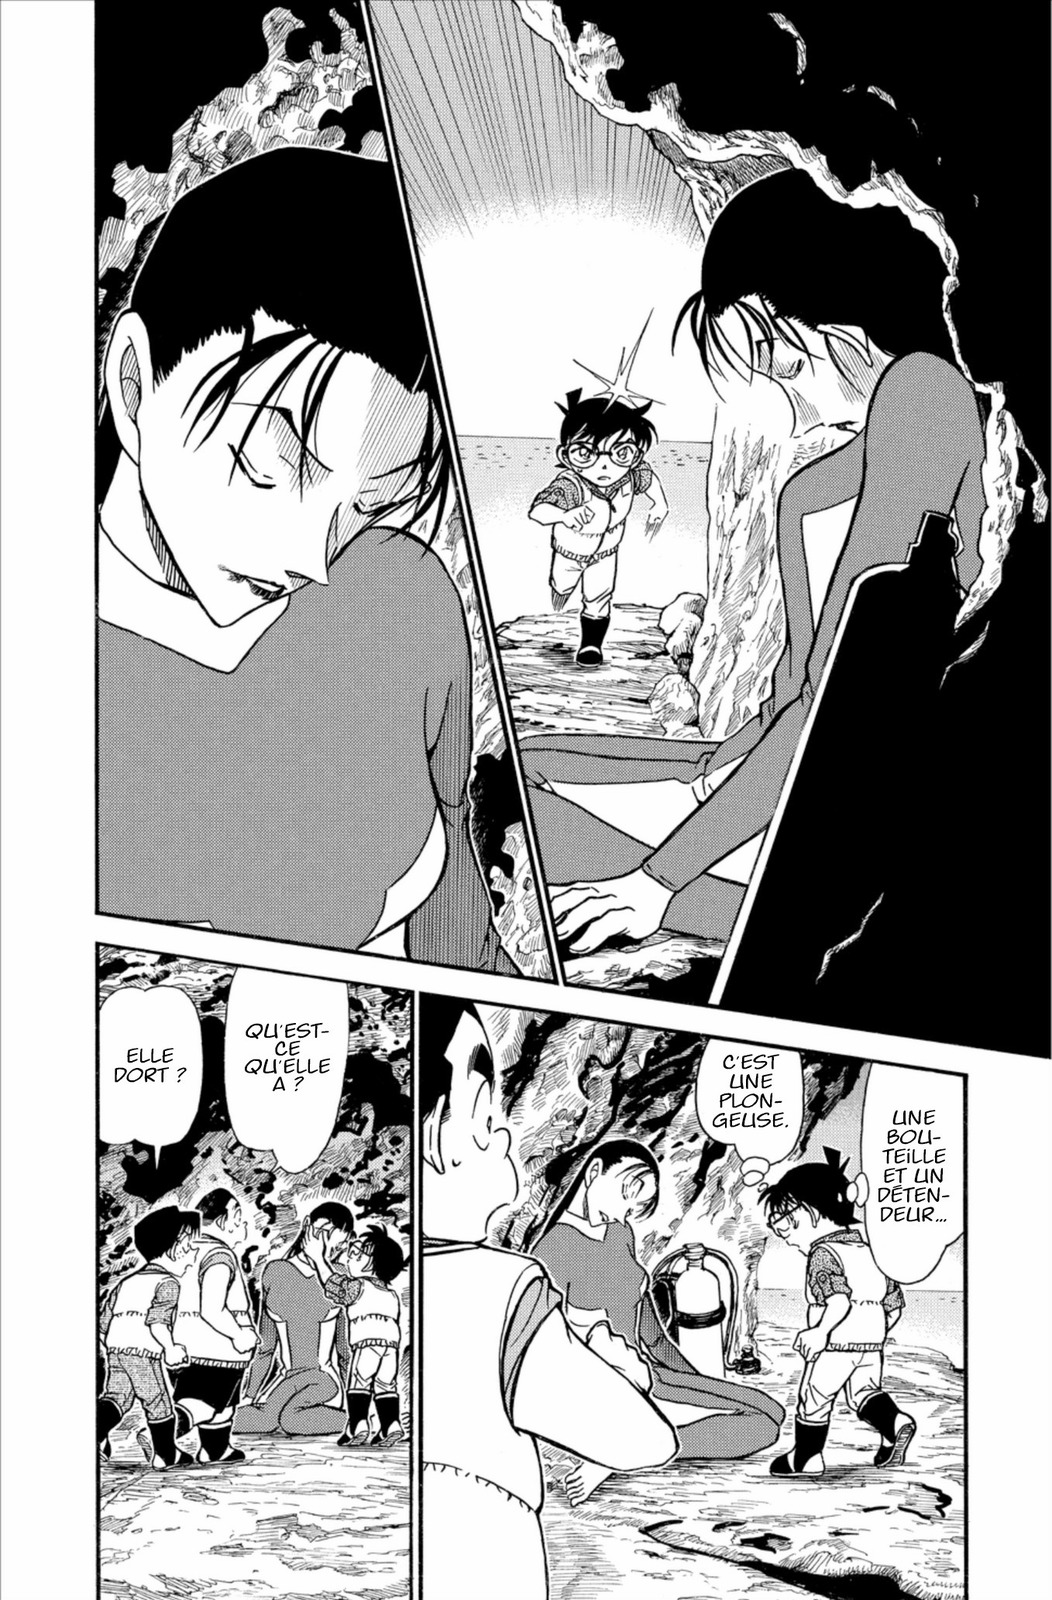 UNE
BOU-
TEILLE
ET UN
DÉTEN-
DEUR...
C'EST
UNE
PLON-
GEUSE.
QU'EST-
CE
QU'ELLE
A ?
ELLE
DORT ?